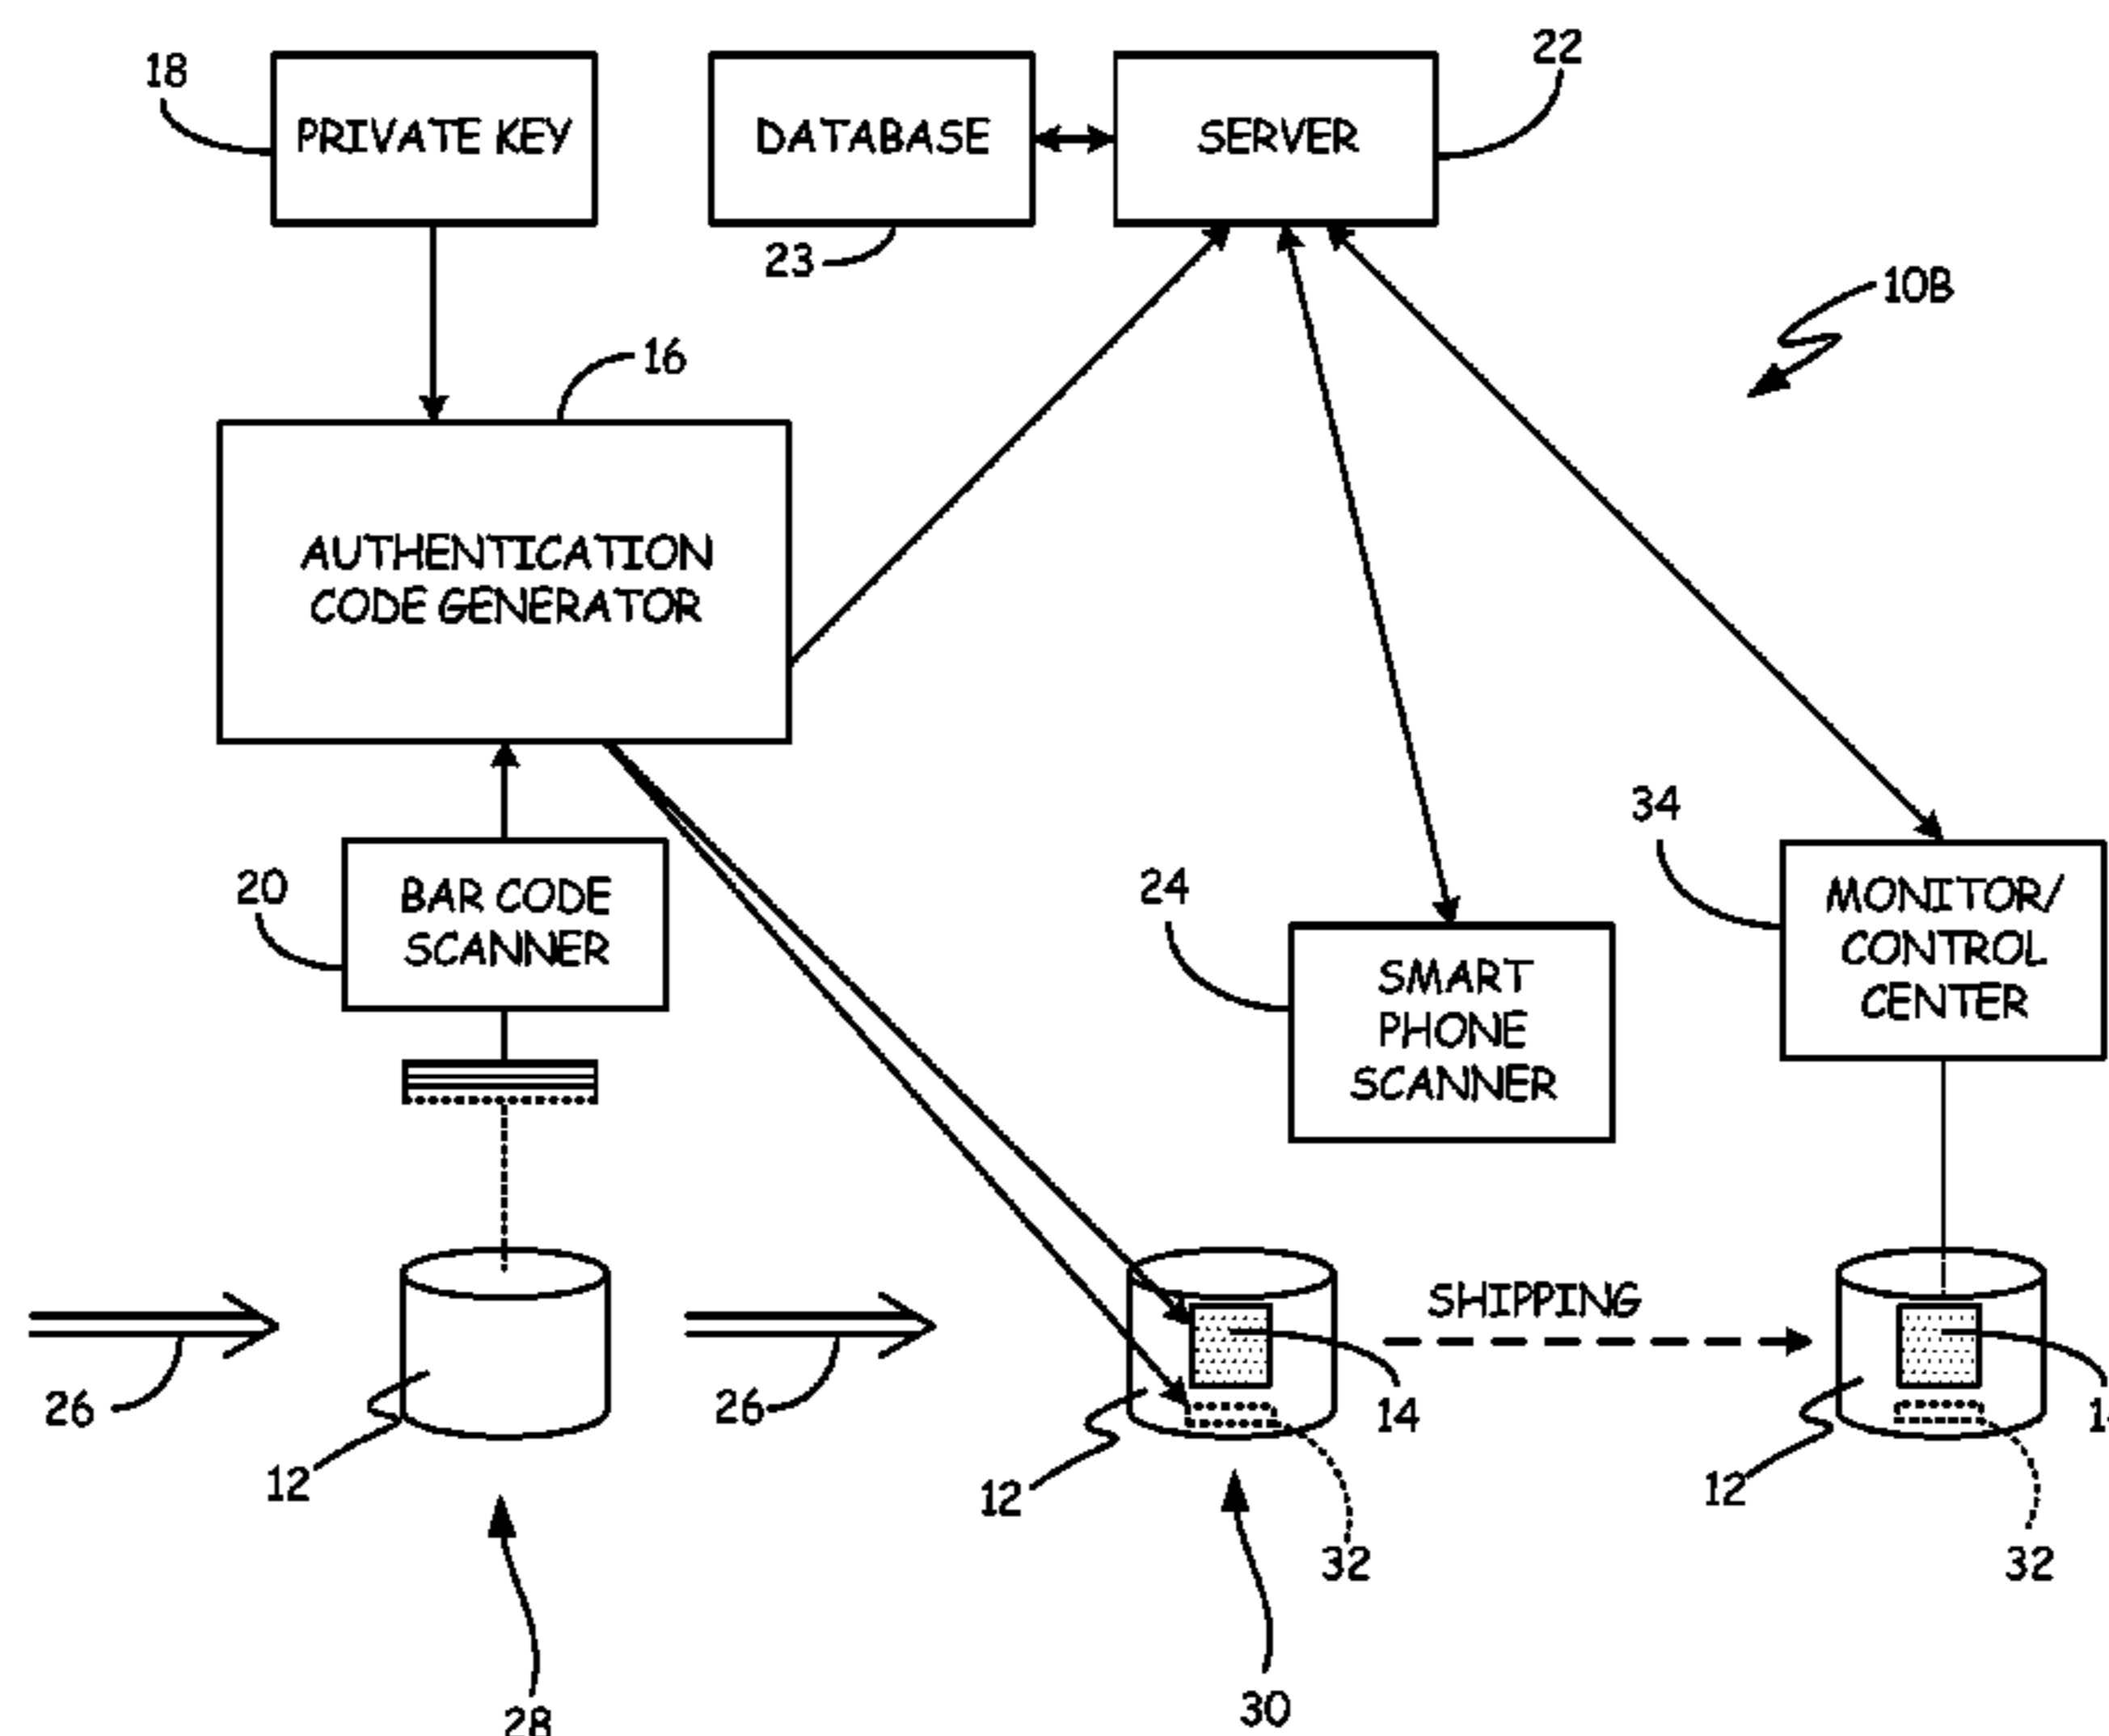 18
PRIVATE KEY
DATABASE
SERVER
22
23
10B
16
AUTHENTICATION
CODE GENERATOR
34
20
BAR CODE
SCANNER
24
SMART
PHONE
SCANNER
MONITOR/
CONTROL
CENTER
SHIPPING
26
26
14
12
12
12
32
32
28
30